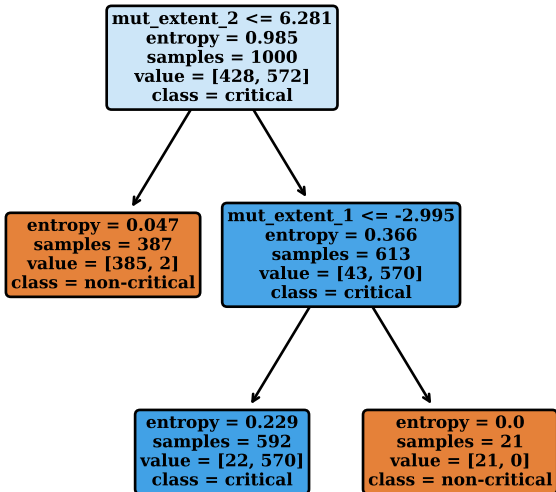 mut_extent_2 <= 6.281
entropy = 0.985
samples = 1000
value = [428, 572]
class = critical
entropy = 0.047
samples = 387
value = [385, 2]
class = non-critical
mut_extent_1 <= -2.995
entropy = 0.366
samples = 613
value = [43, 570]
class = critical
entropy = 0.229
samples = 592
value = [22, 570]
class = critical
entropy = 0.0
samples = 21
value = [21, 0]
class = non-critical